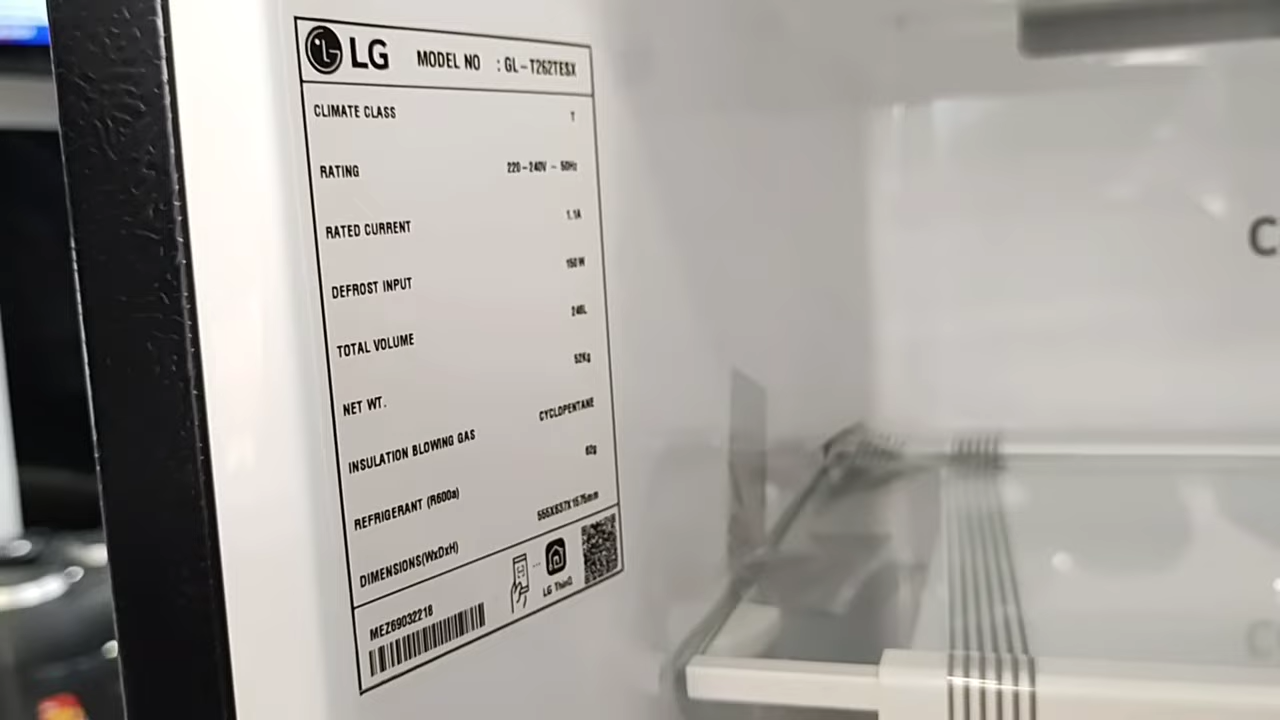 LG MODEL NO : GL-T262TESX
CLIMATE CLASS T
RATING 220-240V ~ 50Hz
RATED CURRENT 1.1A
DEFROST INPUT 150W
TOTAL VOLUME 246L
NET WT. 52Kg
INSULATION BLOWING GAS CYCLOPENTANE
REFRIGERANT (R600a) 62g
DIMENSIONS(WxDxH) 555X637X1575mm
MEZ69032218
LG ThinQ